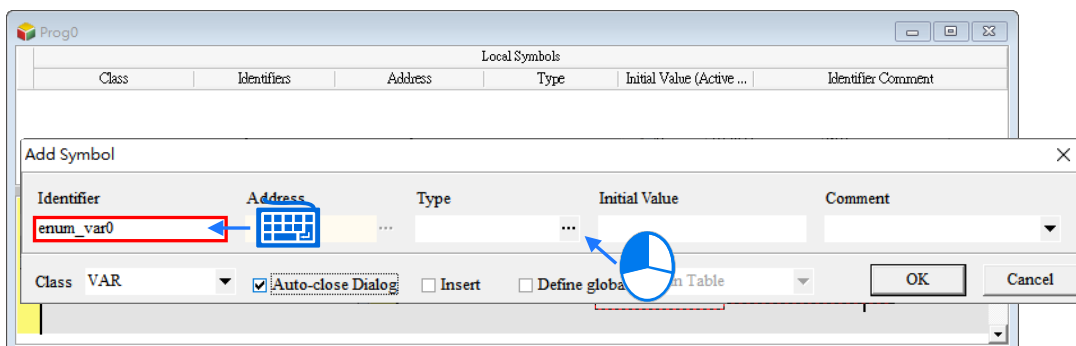 Prog0
Local Symbols
Class Identifiers Address Type Initial Value (Active ... Identifier Comment
Add Symbol
Identifier Address Type Initial Value Comment
enum_var0 ... ...
Class VAR Auto-close Dialog Insert Define globa Table OK Cancel